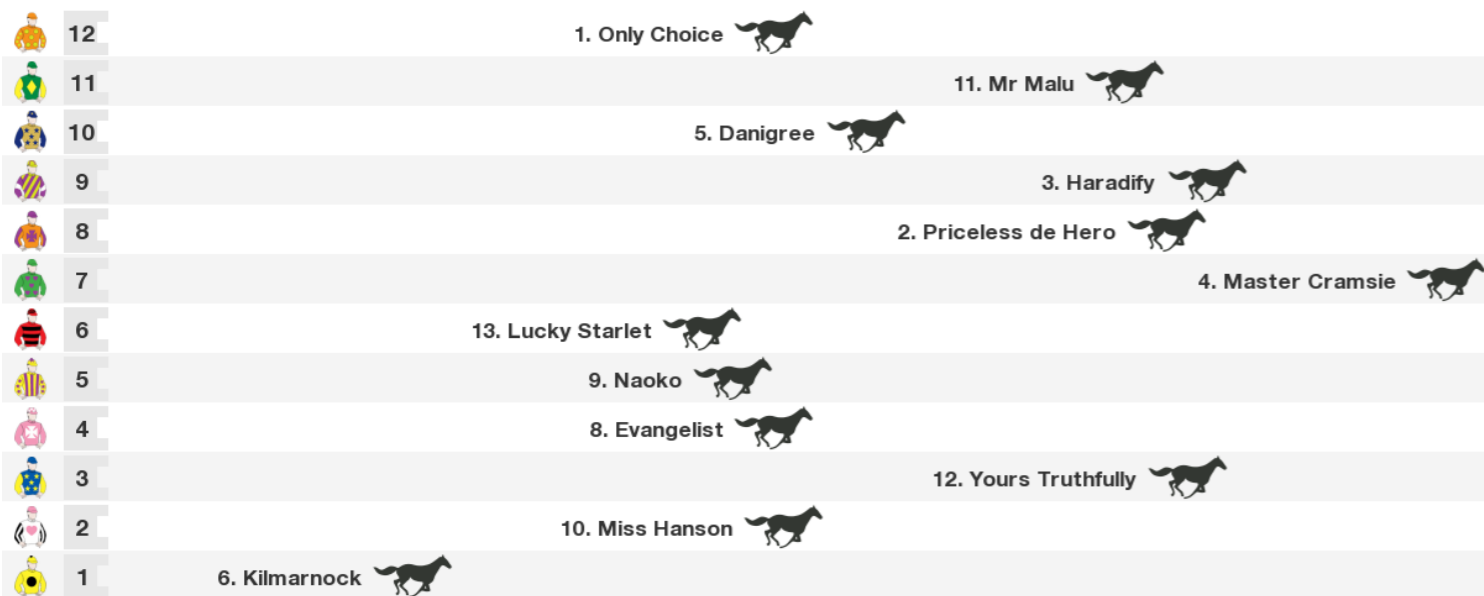 12 1. Only Choice
11 11. Mr Malu
10 5. Danigree
9 3. Haradify
8 2. Priceless de Hero
7 4. Master Cramsie
6 13. Lucky Starlet
5 9. Naoko
4 8. Evangelist
3 12. Yours Truthfully
2 10. Miss Hanson
1 6. Kilmarnock